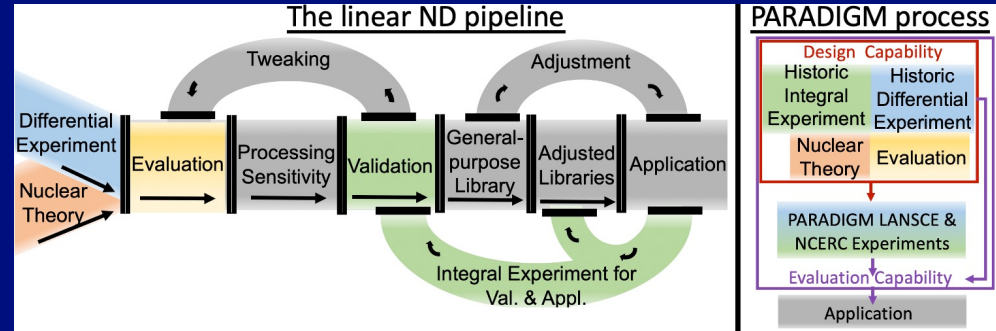 The linear ND pipeline
Tweaking
Adjustment
Differential
Experiment
Nuclear
Theory
Evaluation
Processing
Sensitivity
Validation
General-
purpose
Library
Adjusted
Libraries
Application
Integral Experiment for
Val. & Appl.
PARADIGM process
Design Capability
Historic
Integral
Experiment
Historic
Differential
Experiment
Nuclear
Theory
Evaluation
PARADIGM LANSCE &
NCERC Experiments
Evaluation Capability
Application